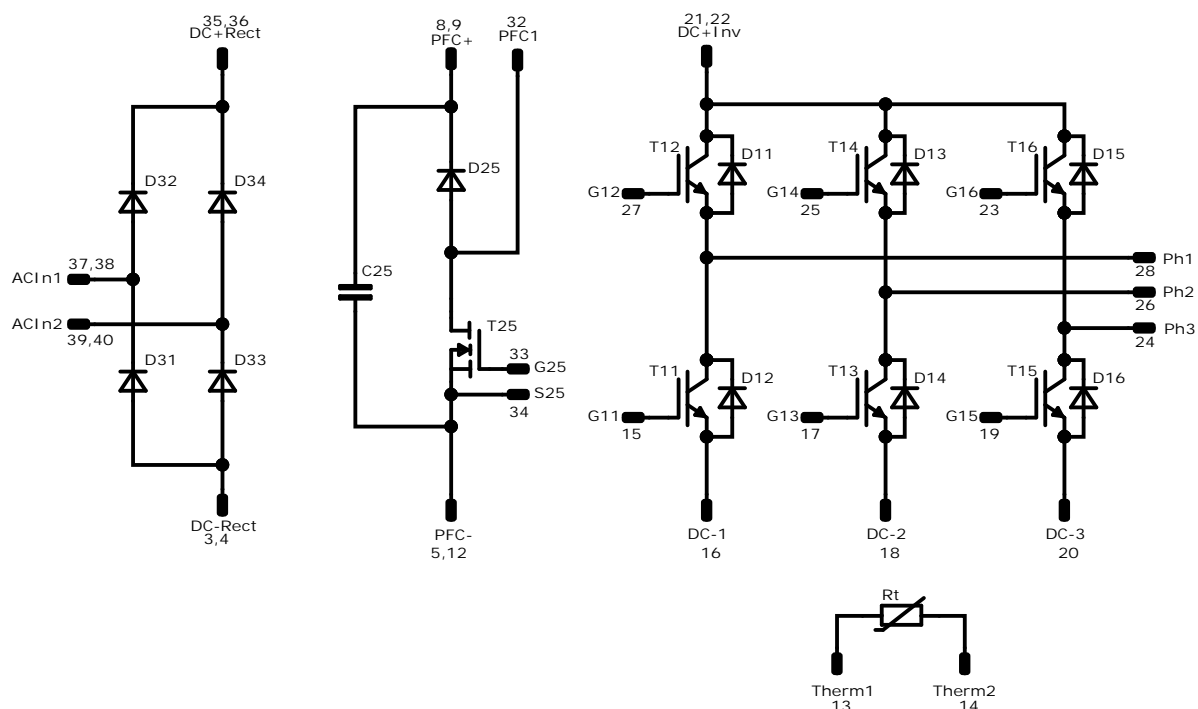 35,36
DC+Rect
8,9
PFC+
32
PFC1
21,22
DC+Inv
T12
D11
T14
D13
T16
D15
D32
D34
D25
G12
27
G14
25
G16
23
37,38
ACIn1
C25
Ph1
28
Ph2
26
ACIn2
39,40
T25
Ph3
24
D31
D33
33
G25
S25
34
T11
D12
T13
D14
T15
D16
G11
15
G13
17
G15
19
DC-Rect
3,4
PFC-
5,12
DC-1
16
DC-2
18
DC-3
20
Rt
Therm1
13
Therm2
14